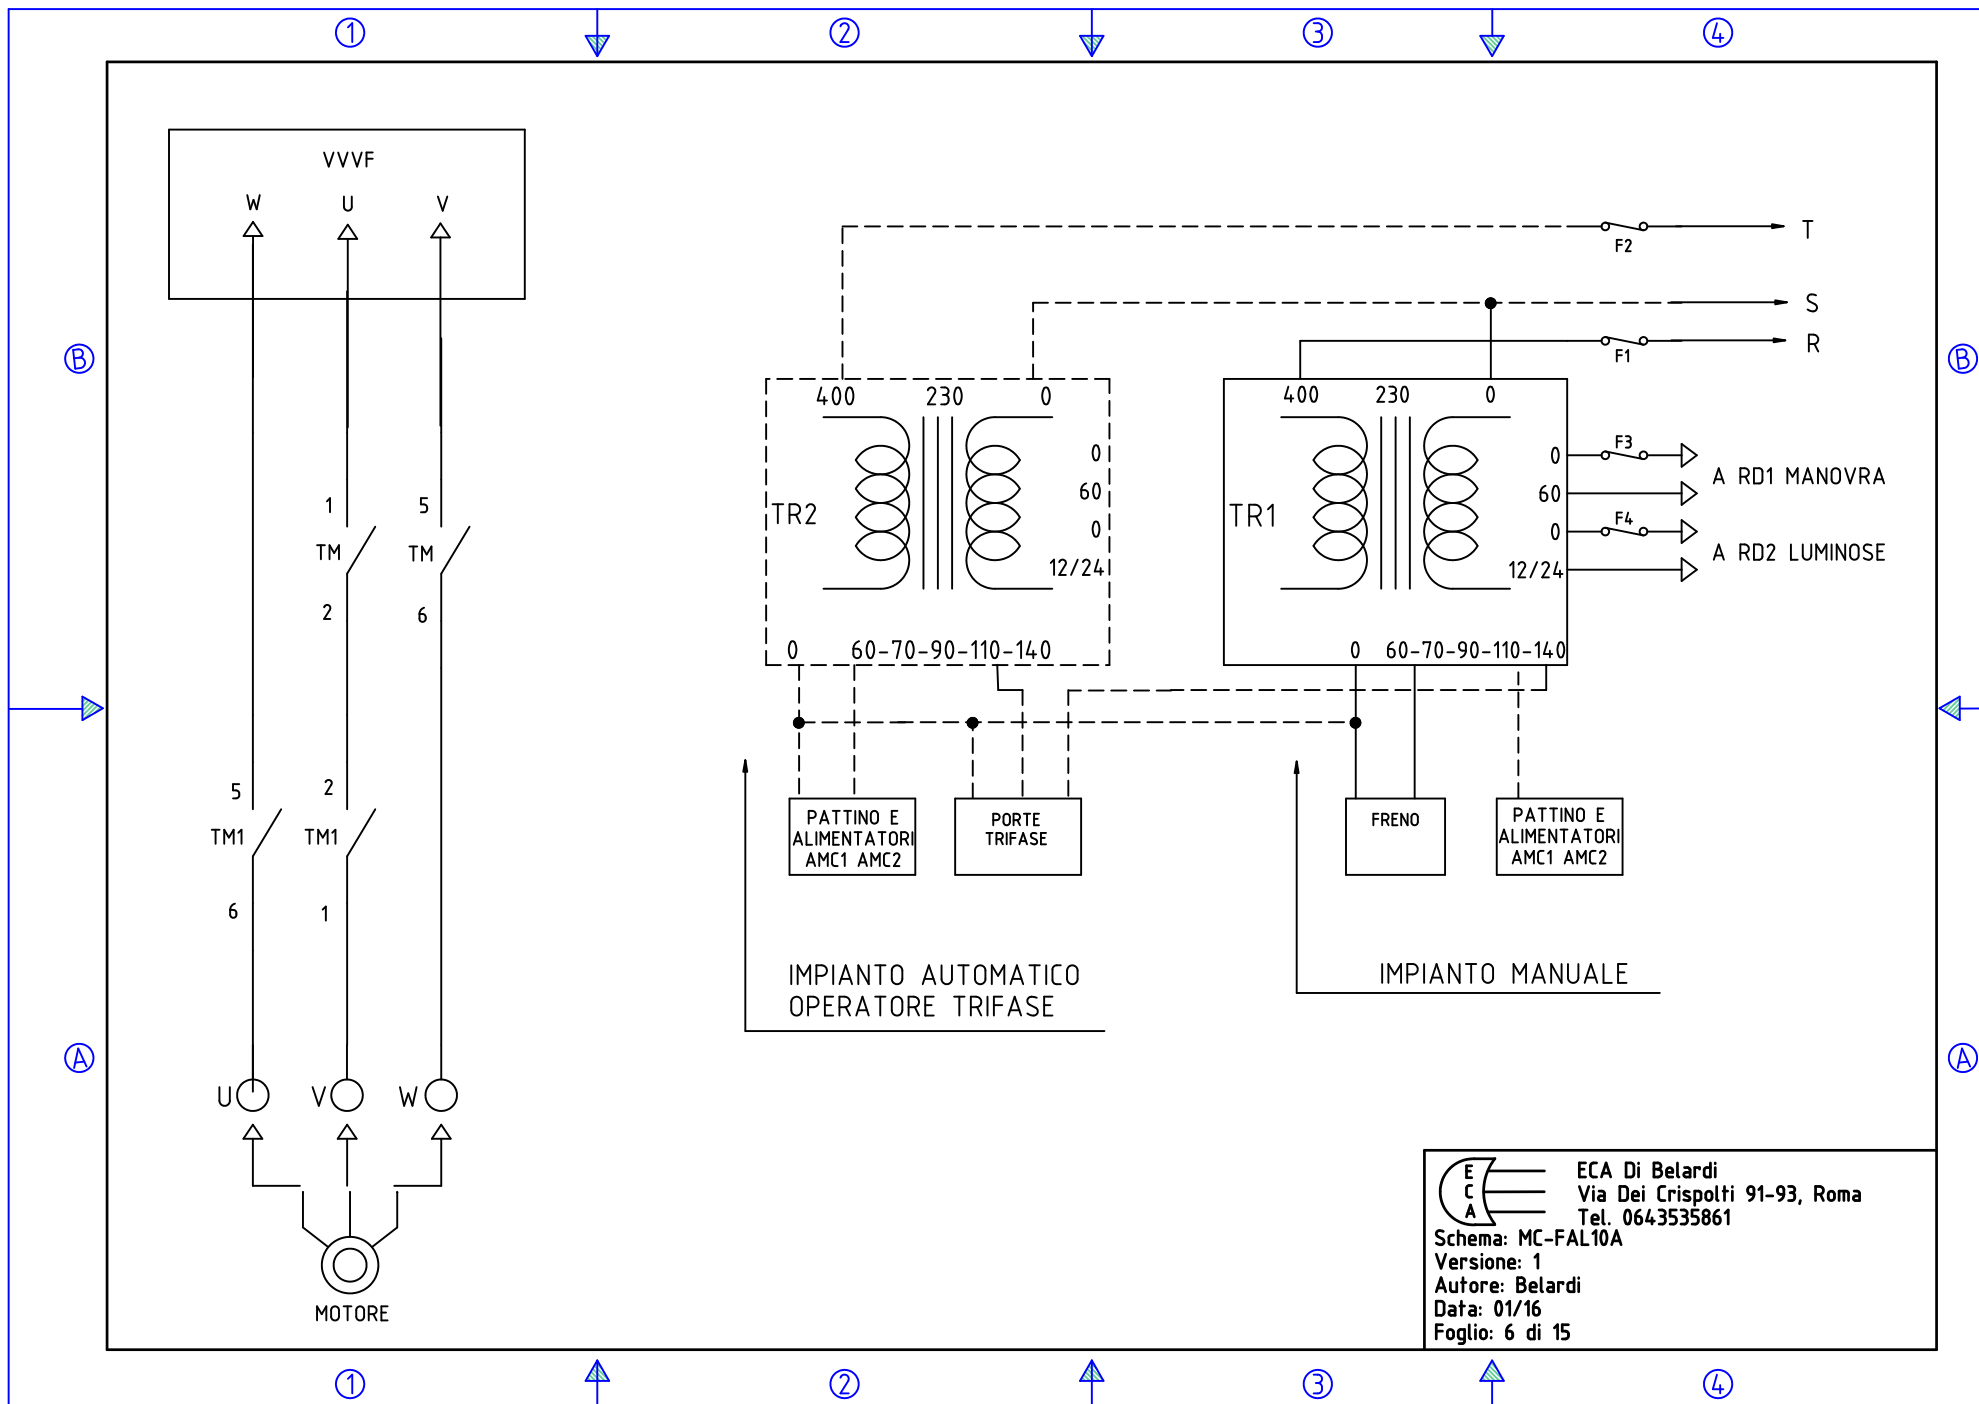 1 2 3 4
VVVF
W U V
T
F2
S
R
F1
B B
400 230 0
400 230 0
0
60
0
12/24
TR2
TR1
0
60
0
12/24
F3
A RD1 MANOVRA
F4
A RD2 LUMINOSE
1 5
TM TM
2 6
0 60-70-90-110-140
0 60-70-90-110-140
5 2
TM1 TM1
6 1
PATTINO E
ALIMENTATORI
AMC1 AMC2
PORTE
TRIFASE
FRENO
PATTINO E
ALIMENTATORI
AMC1 AMC2
IMPIANTO AUTOMATICO
OPERATORE TRIFASE
IMPIANTO MANUALE
A A
U V W
MOTORE
E
C
A
ECA Di Belardi
Via Dei Crispolti 91-93, Roma
Tel. 0643535861
Schema: MC-FAL10A
Versione: 1
Autore: Belardi
Data: 01/16
Foglio: 6 di 15
1 2 3 4